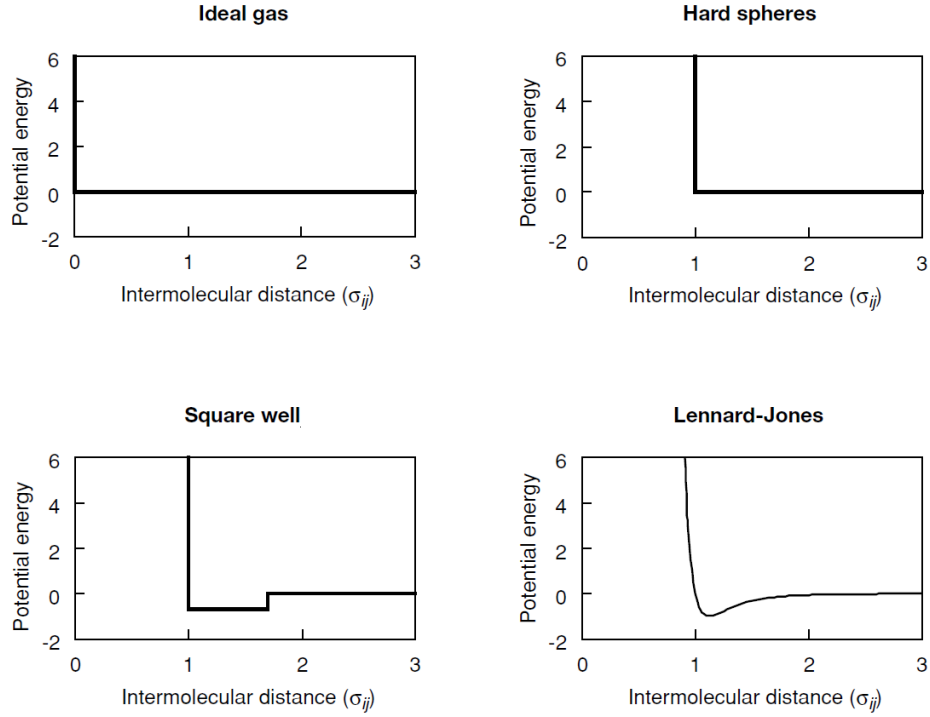 Ideal gas
6
4
2
0
-2
Potential energy
0 1 2 3
Intermolecular distance (σij)
Hard spheres
6
4
2
0
-2
Potential energy
0 1 2 3
Intermolecular distance (σij)
Square well
6
4
2
0
-2
Potential energy
0 1 2 3
Intermolecular distance (σij)
Lennard-Jones
6
4
2
0
-2
Potential energy
0 1 2 3
Intermolecular distance (σij)